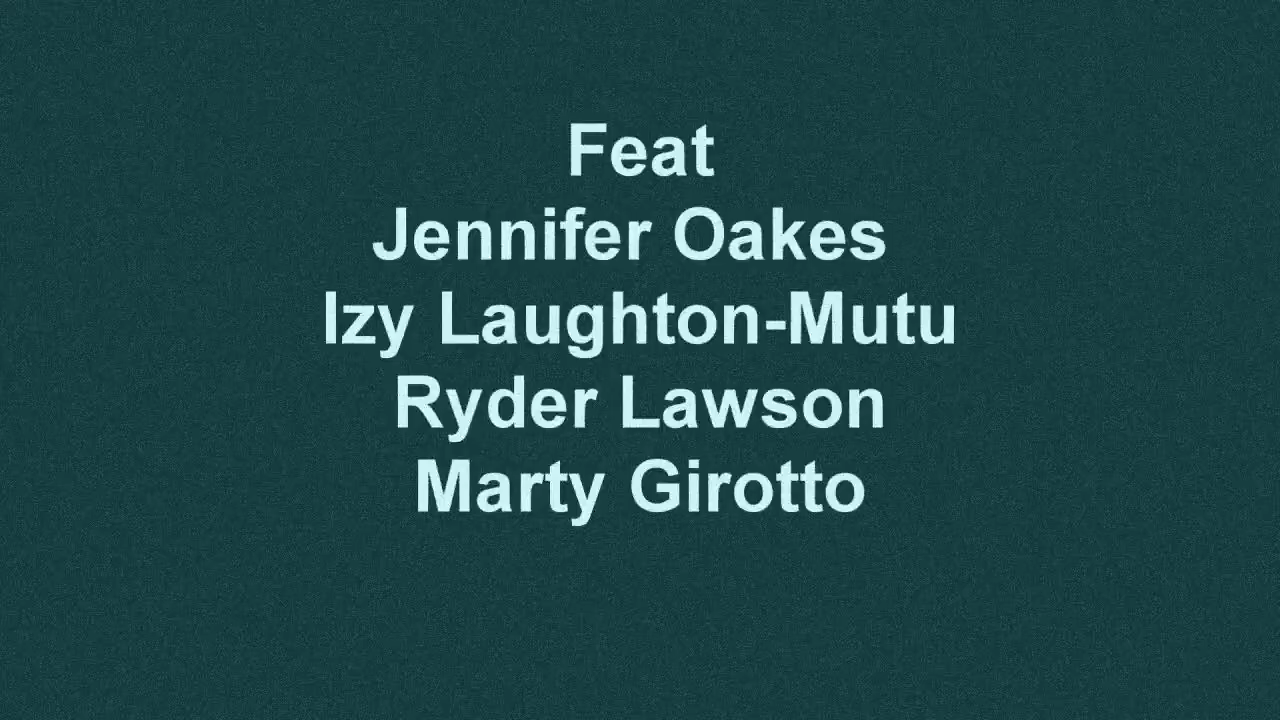 Feat
Jennifer Oakes
Izy Laughton-Mutu
Ryder Lawson
Marty Girotto